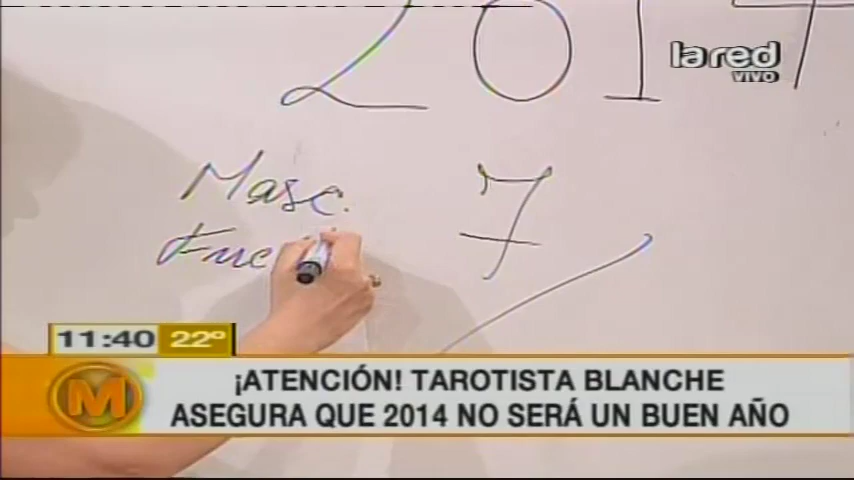 2014
la red
VIVO
Masc. 7
11:40 22º
M
¡ATENCIÓN! TAROTISTA BLANCHE
ASEGURA QUE 2014 NO SERÁ UN BUEN AÑO